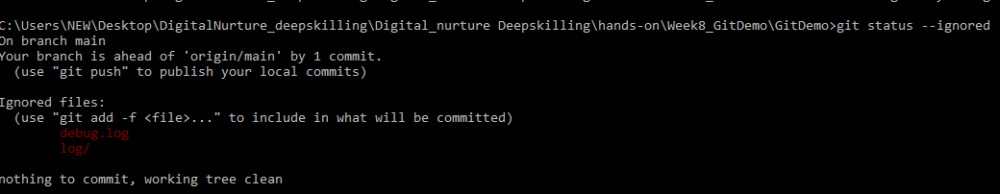 C:\Users\NEW\Desktop\DigitalNurture_deepskilling\Digital_nurture Deepskilling\hands-on\Week8_GitDemo\GitDemo>git status --ignored
On branch main
Your branch is ahead of 'origin/main' by 1 commit.
  (use "git push" to publish your local commits)

Ignored files:
  (use "git add -f <file>..." to include in what will be committed)
        debug.log
        log/

nothing to commit, working tree clean